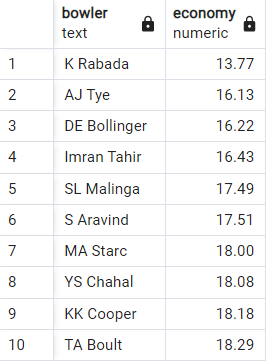 bowler economy
text numeric
1 K Rabada 13.77
2 AJ Tye 16.13
3 DE Bollinger 16.22
4 Imran Tahir 16.43
5 SL Malinga 17.49
6 S Aravind 17.51
7 MA Starc 18.00
8 YS Chahal 18.08
9 KK Cooper 18.18
10 TA Boult 18.29